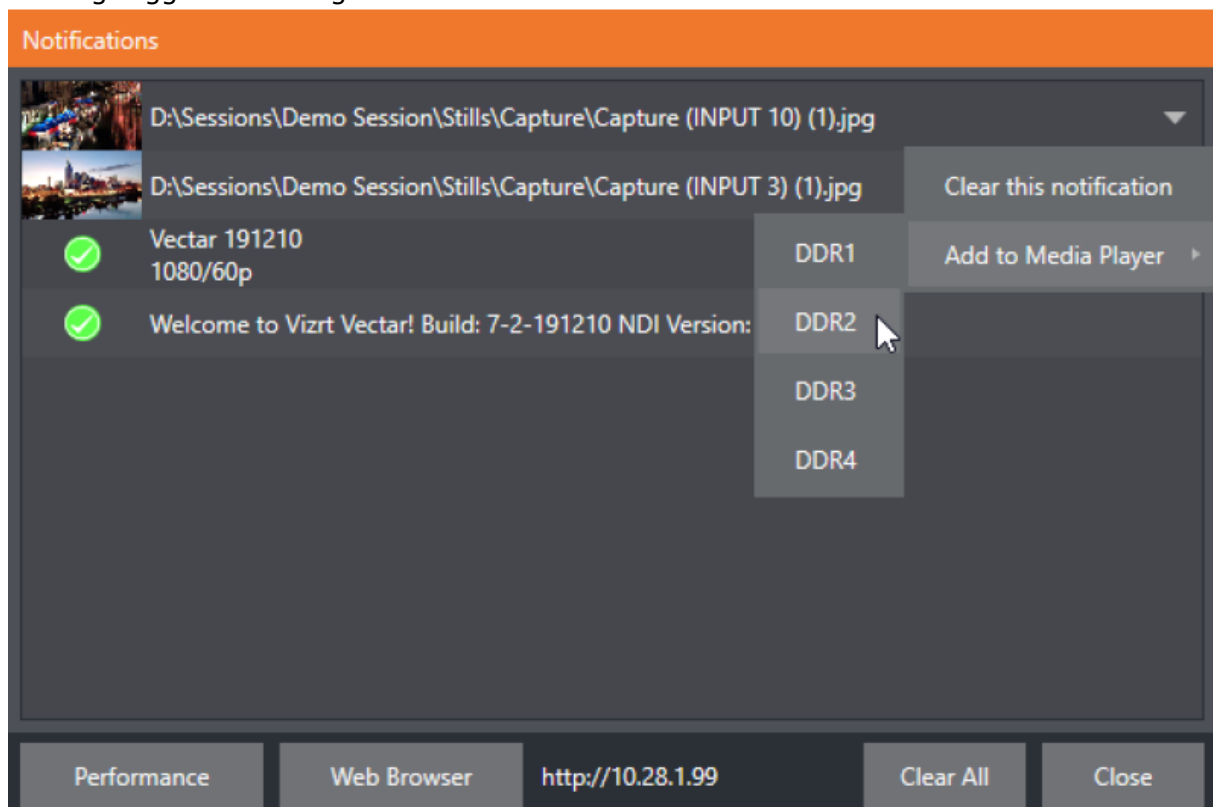 Notifications
D:\Sessions\Demo Session\Stills\Capture\Capture (INPUT 10) (1).jpg
D:\Sessions\Demo Session\Stills\Capture\Capture (INPUT 3) (1).jpg
Clear this notification
Vectar 191210
1080/60p
DDR1
Add to Media Player
Welcome to Vizrt Vectar! Build: 7-2-191210 NDI Version:
DDR2
DDR3
DDR4
Performance
Web Browser
http://10.28.1.99
Clear All
Close